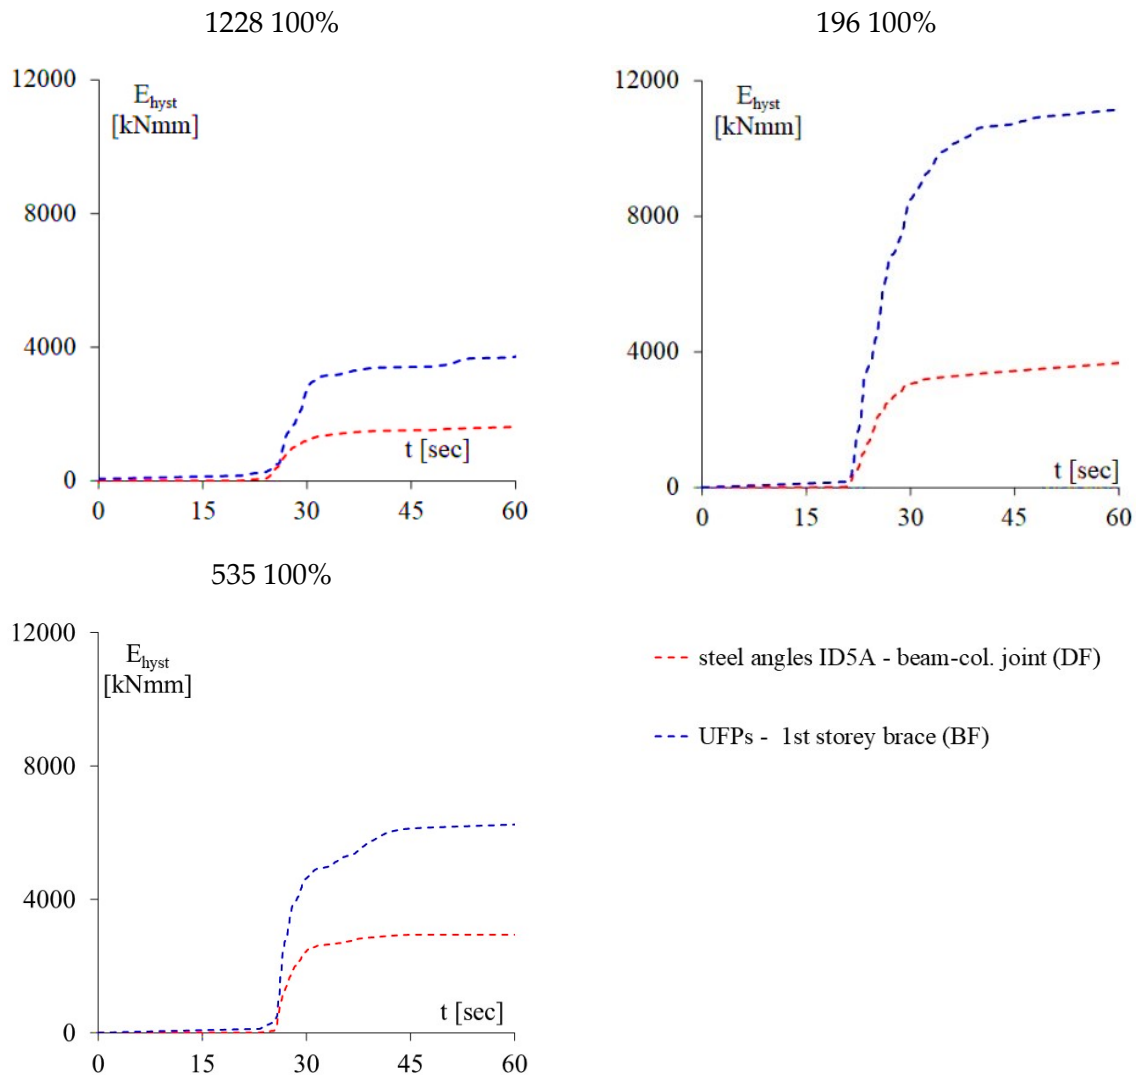 1228 100%
12000
E_hyst
[kNmm]
8000
4000
t [sec]
0
0 15 30 45 60
196 100%
12000
E_hyst
[kNmm]
8000
4000
t [sec]
0
0 15 30 45 60
535 100%
12000
E_hyst
[kNmm]
8000
4000
t [sec]
0
0 15 30 45 60
steel angles ID5A - beam-col. joint (DF)
UFPs - 1st storey brace (BF)